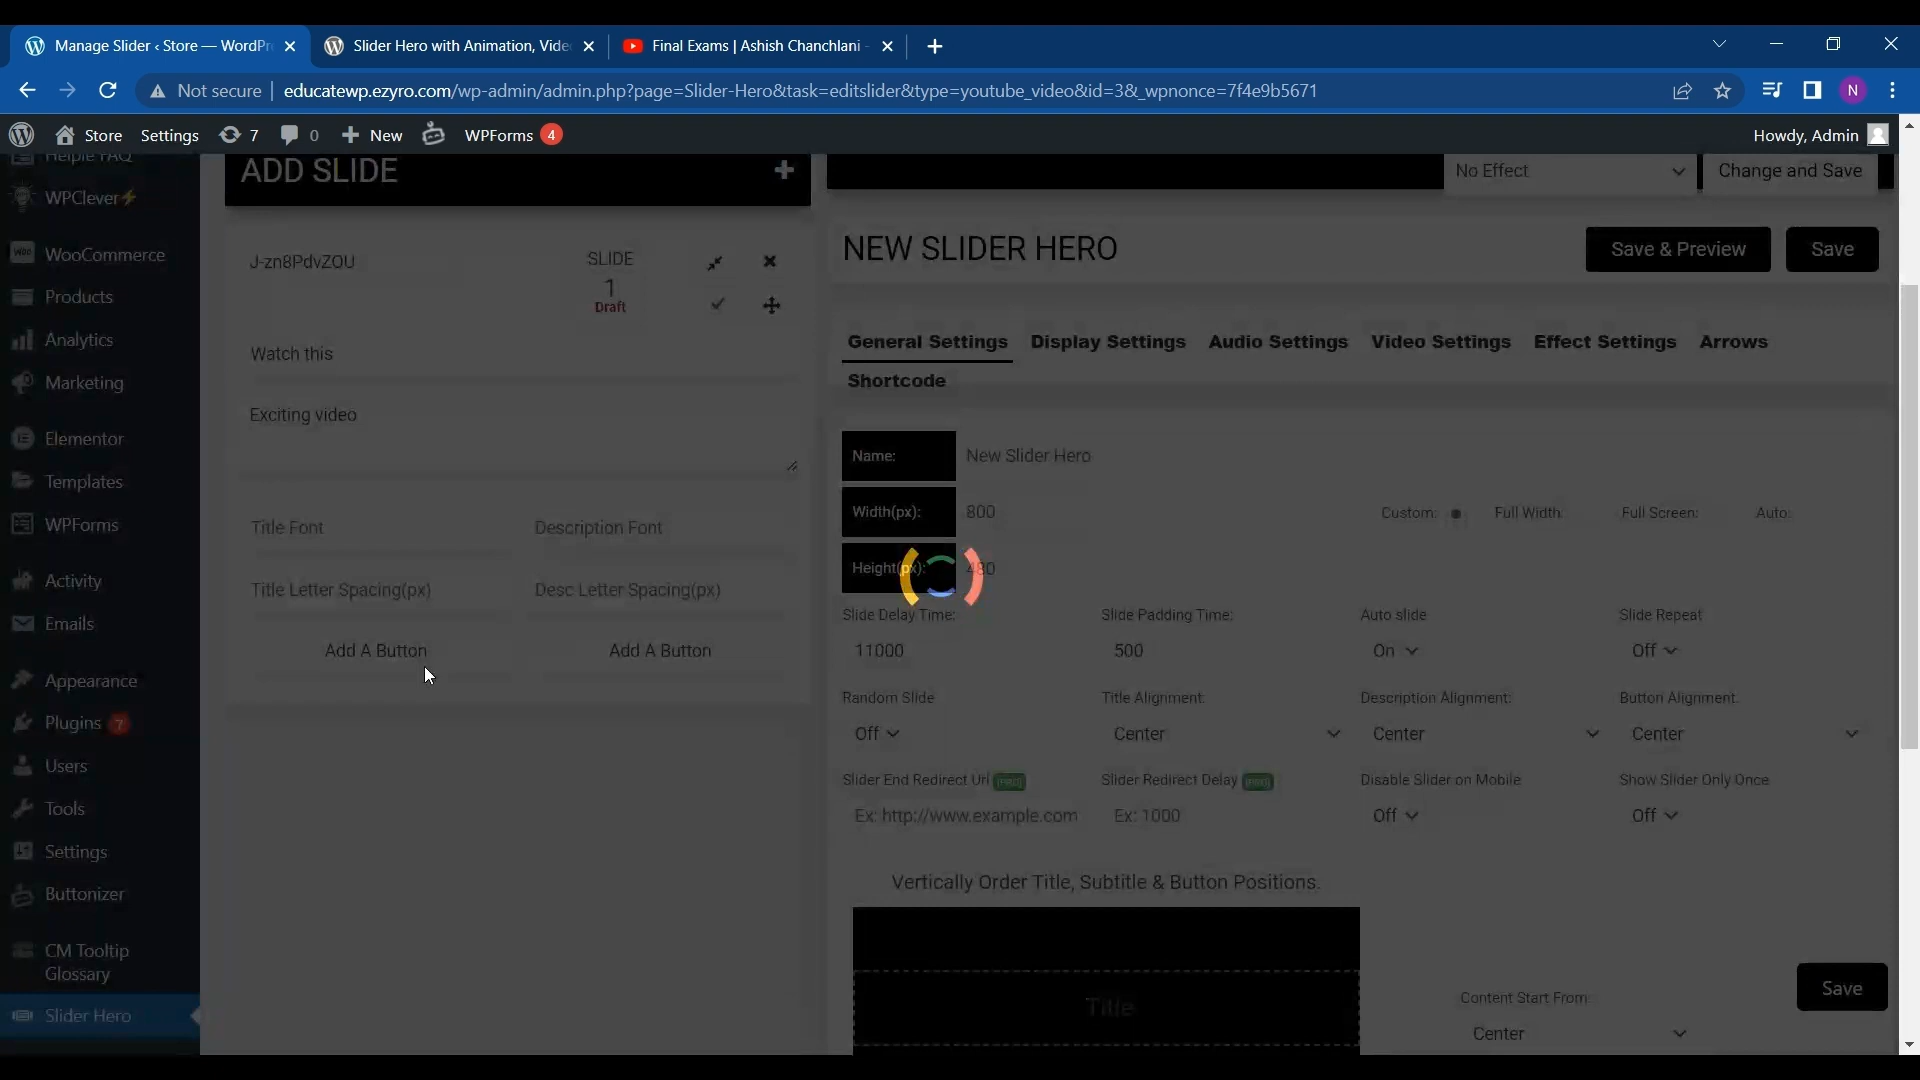 Manage Slider ‹ Store — WordPr
Slider Hero with Animation, Vide
Final Exams | Ashish Chanchlani -
Not secure
educatewp.ezyro.com/wp-admin/admin.php?page=Slider-Hero&task=editslider&type=youtube_video&id=3&_wpnonce=7f4e9b5671
N
Store
Settings
7
0
New
WPForms 4
Howdy, Admin
Helpie FAQ
WPClever⚡
WooCommerce
Products
Analytics
Marketing
Elementor
Templates
WPForms
Activity
Emails
Appearance
Plugins 7
Users
Tools
Settings
Buttonizer
CM Tooltip
Glossary
Slider Hero
ADD SLIDE
J-zn8PdvZOU
SLIDE
1
Draft
Watch this
Exciting video
Title Font
Description Font
Title Letter Spacing(px)
Desc Letter Spacing(px)
Add A Button
Add A Button
No Effect
Change and Save
NEW SLIDER HERO
Save & Preview
Save
General Settings
Display Settings
Audio Settings
Video Settings
Effect Settings
Arrows
Shortcode
Name:
New Slider Hero
Width(px):
800
Custom:
Full Width:
Full Screen:
Auto:
Height(px):
480
Slide Delay Time:
Slide Padding Time:
Auto slide
Slide Repeat
11000
500
On
Off
Random Slide
Title Alignment:
Description Alignment:
Button Alignment:
Off
Center
Center
Center
Slider End Redirect Url (PRO)
Slider Redirect Delay (PRO)
Disable Slider on Mobile
Show Slider Only Once
Ex: http://www.example.com
Ex: 1000
Off
Off
Vertically Order Title, Subtitle & Button Positions.
Title
Content Start From:
Center
Save